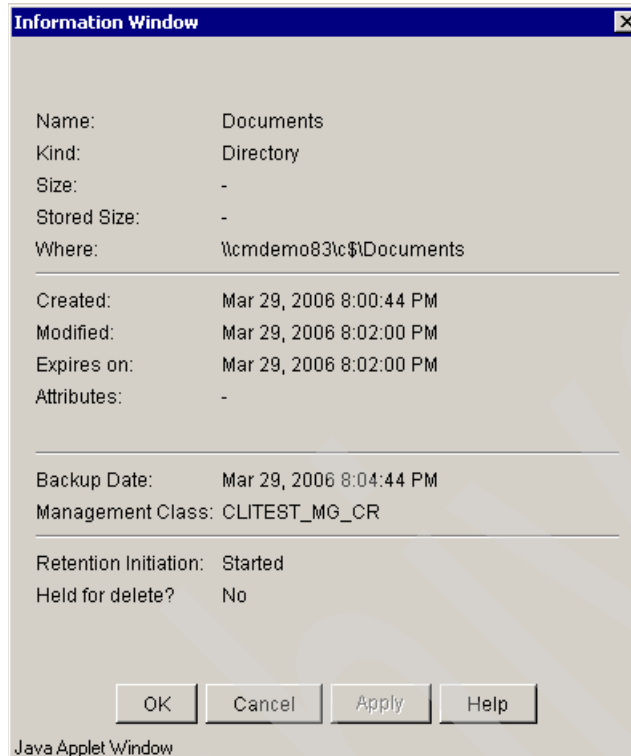 Information Window
Name: Documents
Kind: Directory
Size: -
Stored Size: -
Where: \\cmdemo83\c$\Documents
Created: Mar 29, 2006 8:00:44 PM
Modified: Mar 29, 2006 8:02:00 PM
Expires on: Mar 29, 2006 8:02:00 PM
Attributes: -
Backup Date: Mar 29, 2006 8:04:44 PM
Management Class: CLITEST_MG_CR
Retention Initiation: Started
Held for delete? No
OK Cancel Apply Help
Java Applet Window